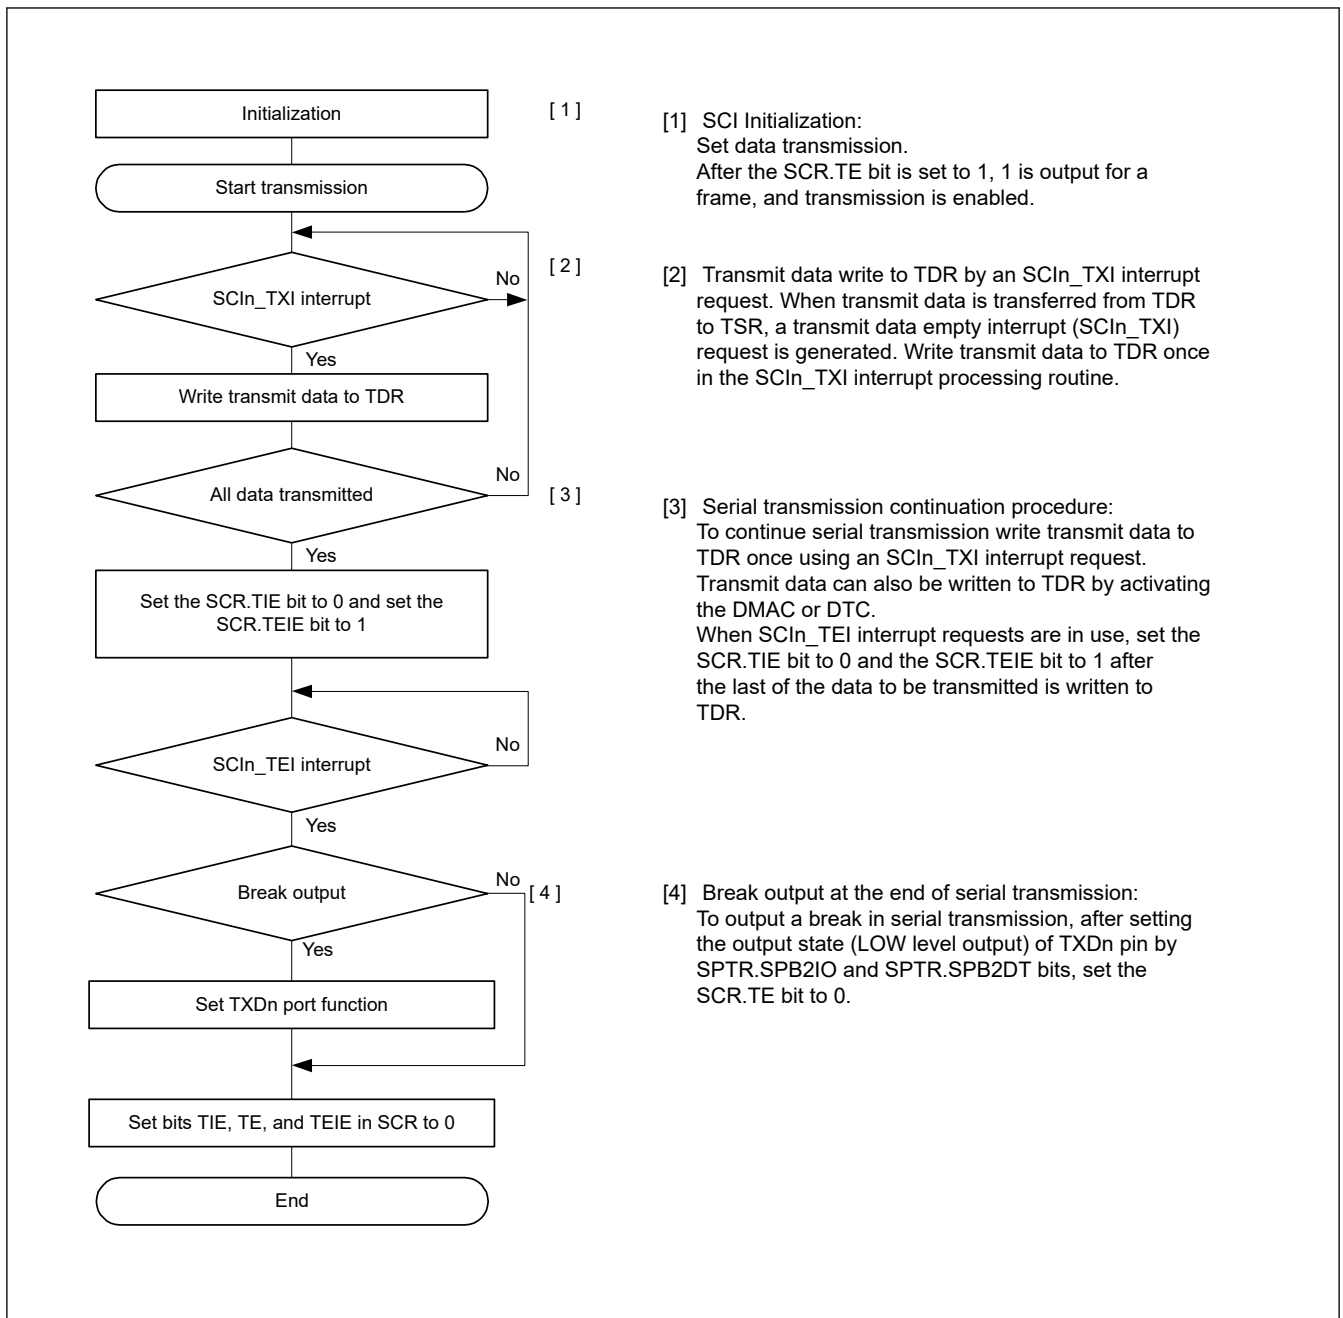 Initialization
[ 1 ]
Start transmission
SCIn_TXI interrupt
No
[ 2 ]
Yes
Write transmit data to TDR
All data transmitted
No
[ 3 ]
Yes
Set the SCR.TIE bit to 0 and set the
SCR.TEIE bit to 1
SCIn_TEI interrupt
No
Yes
Break output
No
[ 4 ]
Yes
Set TXDn port function
Set bits TIE, TE, and TEIE in SCR to 0
End
[1] SCI Initialization:
Set data transmission.
After the SCR.TE bit is set to 1, 1 is output for a
frame, and transmission is enabled.
[2] Transmit data write to TDR by an SCIn_TXI interrupt
request. When transmit data is transferred from TDR
to TSR, a transmit data empty interrupt (SCIn_TXI)
request is generated. Write transmit data to TDR once
in the SCIn_TXI interrupt processing routine.
[3] Serial transmission continuation procedure:
To continue serial transmission write transmit data to
TDR once using an SCIn_TXI interrupt request.
Transmit data can also be written to TDR by activating
the DMAC or DTC.
When SCIn_TEI interrupt requests are in use, set the
SCR.TIE bit to 0 and the SCR.TEIE bit to 1 after
the last of the data to be transmitted is written to
TDR.
[4] Break output at the end of serial transmission:
To output a break in serial transmission, after setting
the output state (LOW level output) of TXDn pin by
SPTR.SPB2IO and SPTR.SPB2DT bits, set the
SCR.TE bit to 0.